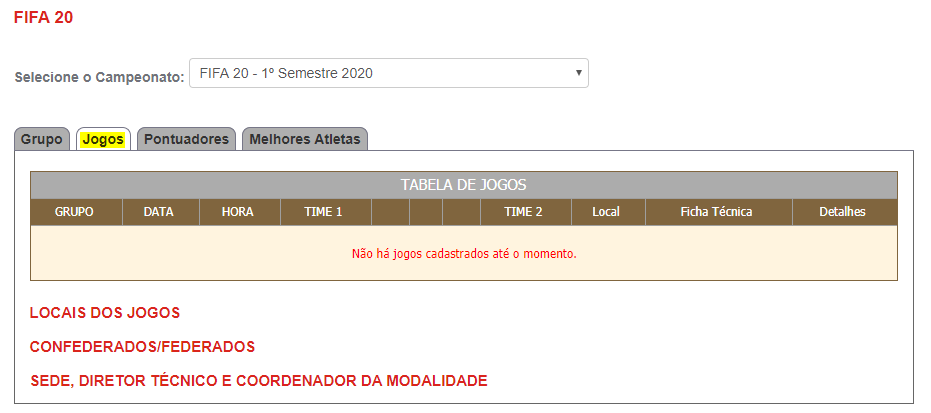 FIFA 20
Selecione o Campeonato: FIFA 20 - 1º Semestre 2020
Grupo Jogos Pontuadores Melhores Atletas
TABELA DE JOGOS
GRUPO DATA HORA TIME 1 TIME 2 Local Ficha Técnica Detalhes
Não há jogos cadastrados até o momento.
LOCAIS DOS JOGOS
CONFEDERADOS/FEDERADOS
SEDE, DIRETOR TÉCNICO E COORDENADOR DA MODALIDADE